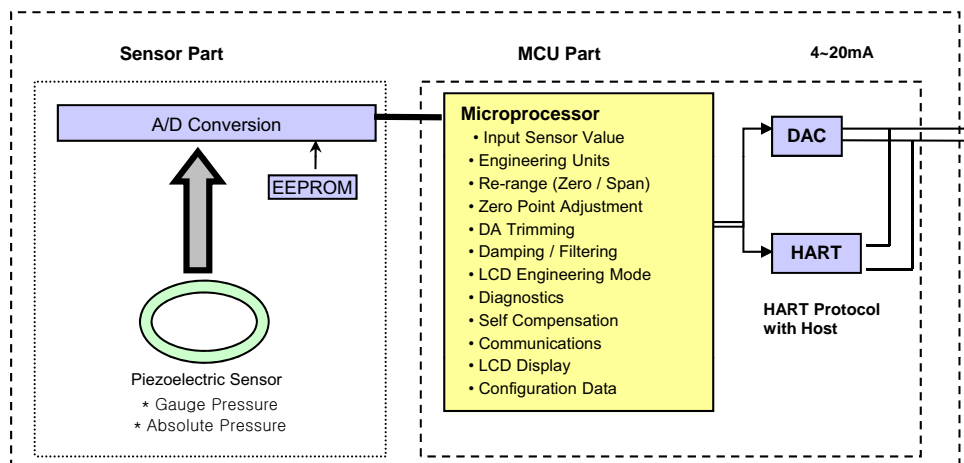 Sensor Part
MCU Part
4~20mA
A/D Conversion
EEPROM
Piezoelectric Sensor
* Gauge Pressure
* Absolute Pressure
Microprocessor
• Input Sensor Value
• Engineering Units
• Re-range (Zero / Span)
• Zero Point Adjustment
• DA Trimming
• Damping / Filtering
• LCD Engineering Mode
• Diagnostics
• Self Compensation
• Communications
• LCD Display
• Configuration Data
DAC
HART
HART Protocol
with Host